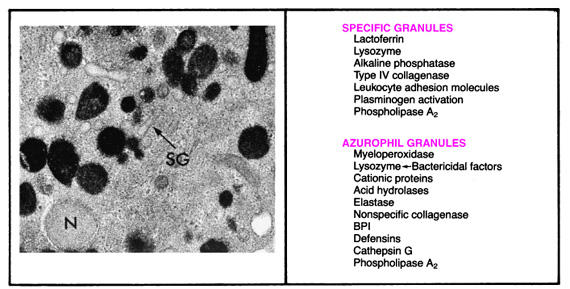 SG
N
SPECIFIC GRANULES
Lactoferrin
Lysozyme
Alkaline phosphatase
Type IV collagenase
Leukocyte adhesion molecules
Plasminogen activation
Phospholipase A₂
AZUROPHIL GRANULES
Myeloperoxidase
Lysozyme←Bactericidal factors
Cationic proteins
Acid hydrolases
Elastase
Nonspecific collagenase
BPI
Defensins
Cathepsin G
Phospholipase A₂